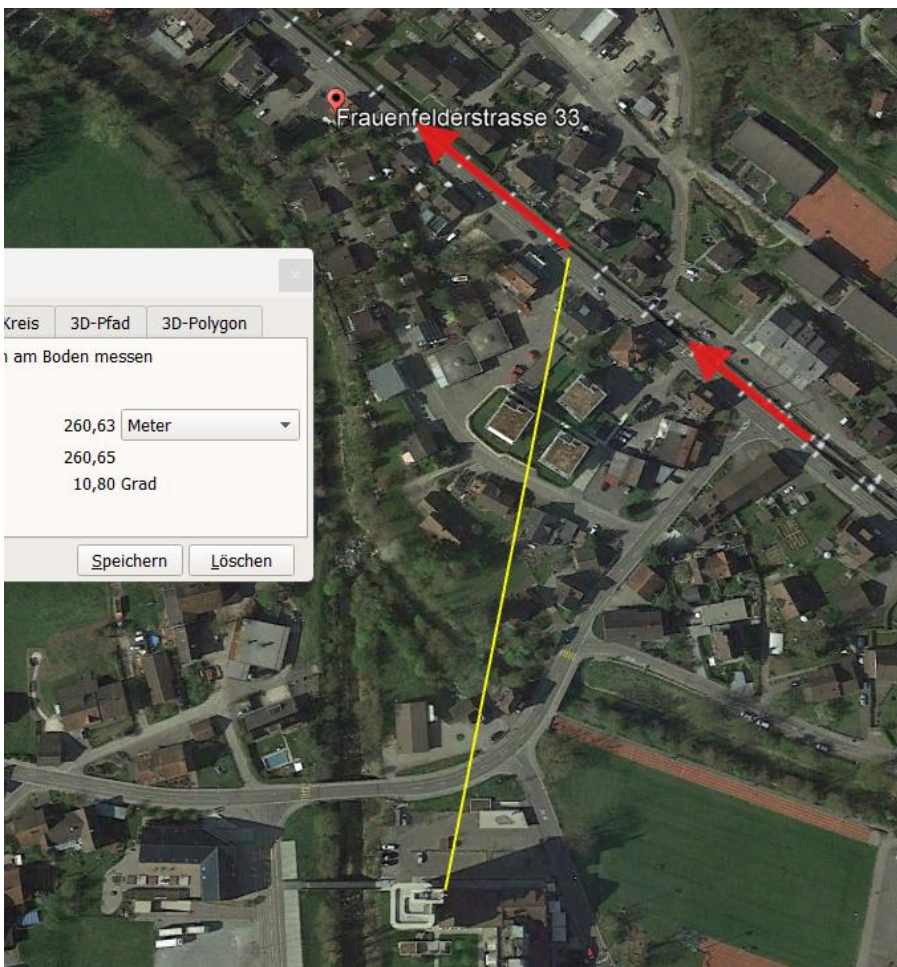 Frauenfelderstrasse 33
Kreis 3D-Pfad 3D-Polygon
n am Boden messen
260,63 Meter
260,65
10,80 Grad
Speichern Löschen